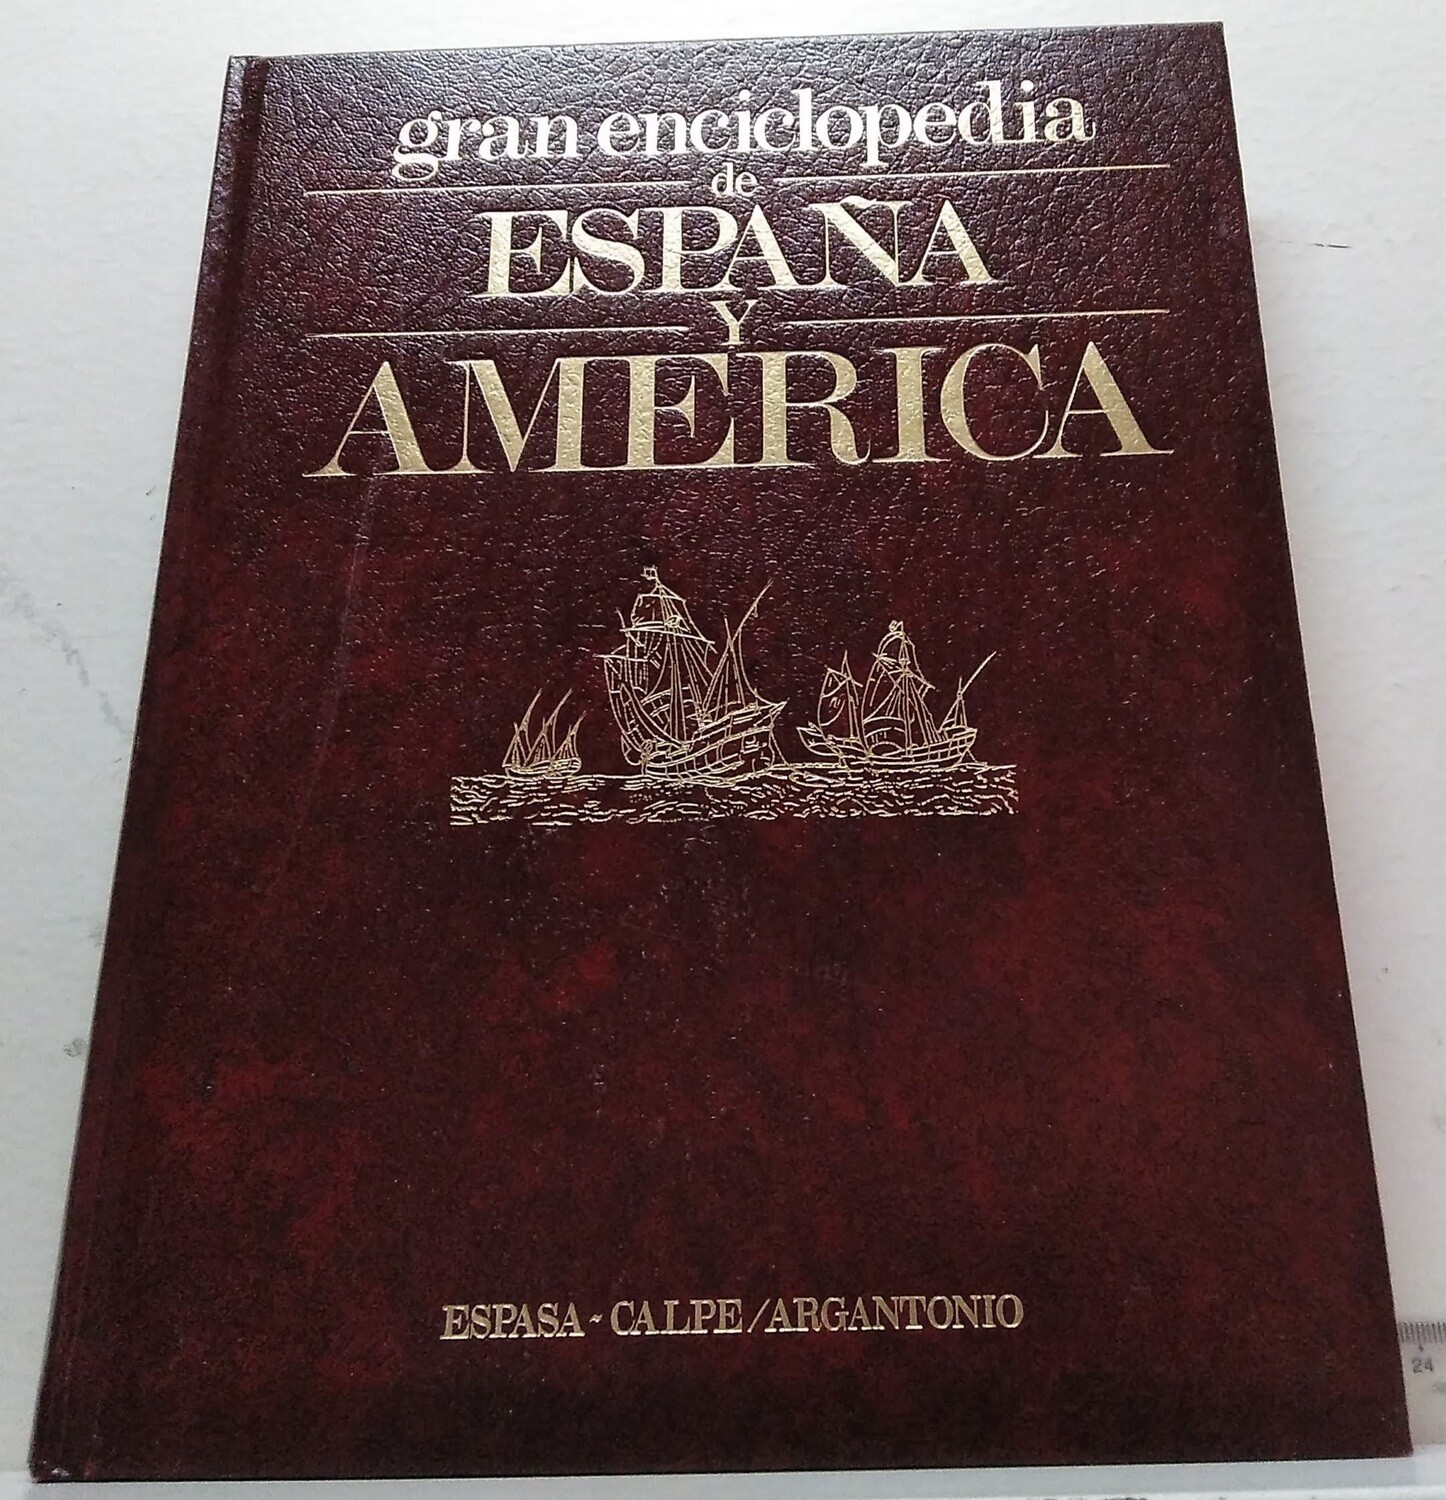 gran enciclopedia
de
ESPAÑA
Y
AMERICA
ESPASA - CALPE/ARGANTONIO
24